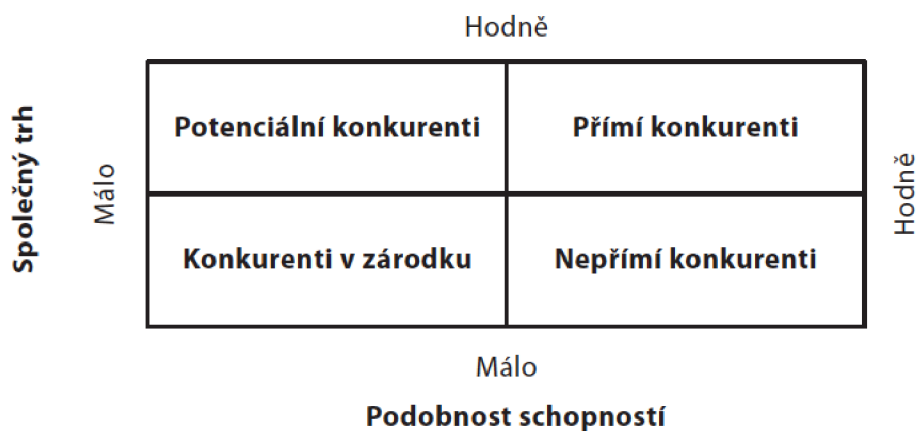 Hodně
Společný trh
Málo
Potenciální konkurenti
Přímí konkurenti
Hodně
Konkurenti v zárodku
Nepřímí konkurenti
Málo
Podobnost schopností